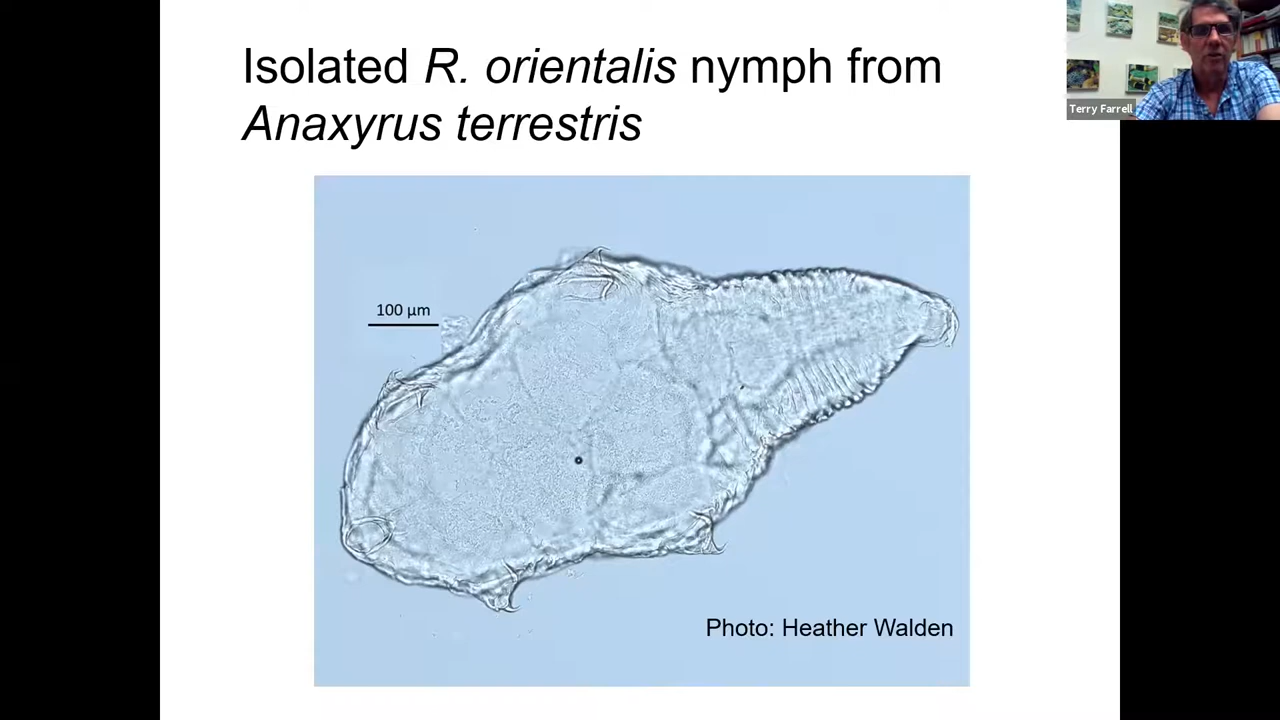 Isolated R. orientalis nymph from
Anaxyrus terrestris
Terry Farrell
100 µm
Photo: Heather Walden